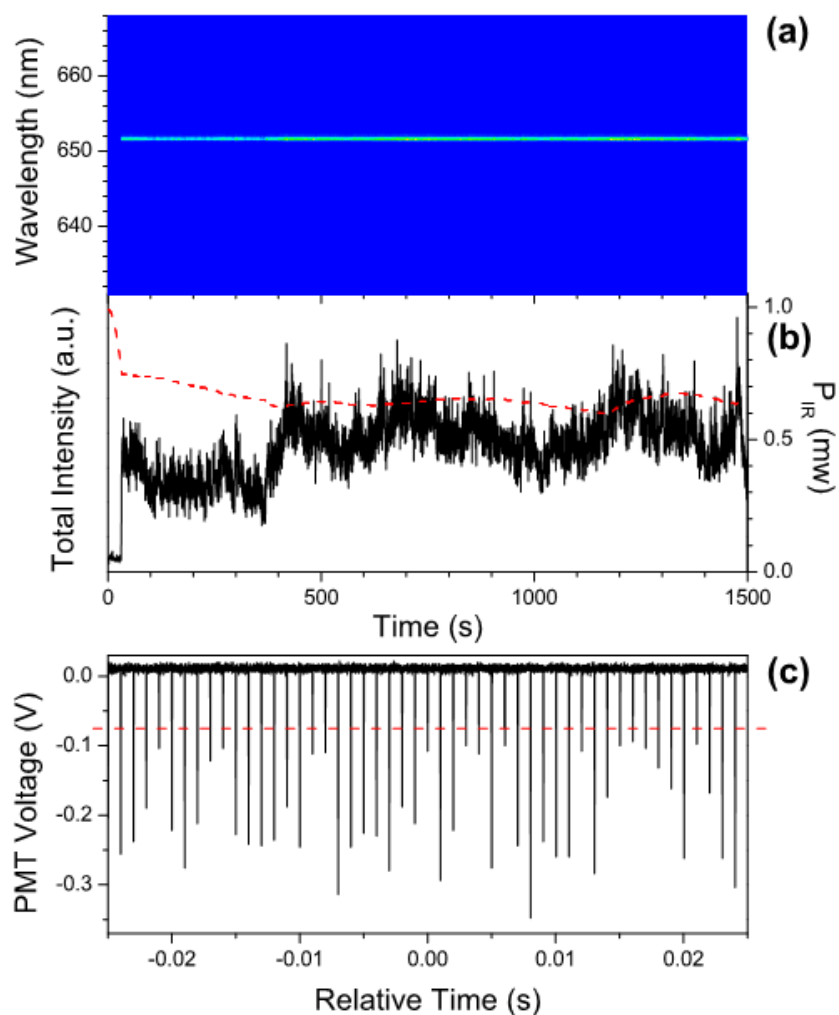 (a)
Wavelength (nm)
660
650
640
(b)
Total Intensity (a.u.)
1.0
0.5
0.0
P_IR (mw)
0 500 1000 1500
Time (s)
(c)
PMT Voltage (V)
0.0
-0.1
-0.2
-0.3
-0.02 -0.01 0.00 0.01 0.02
Relative Time (s)